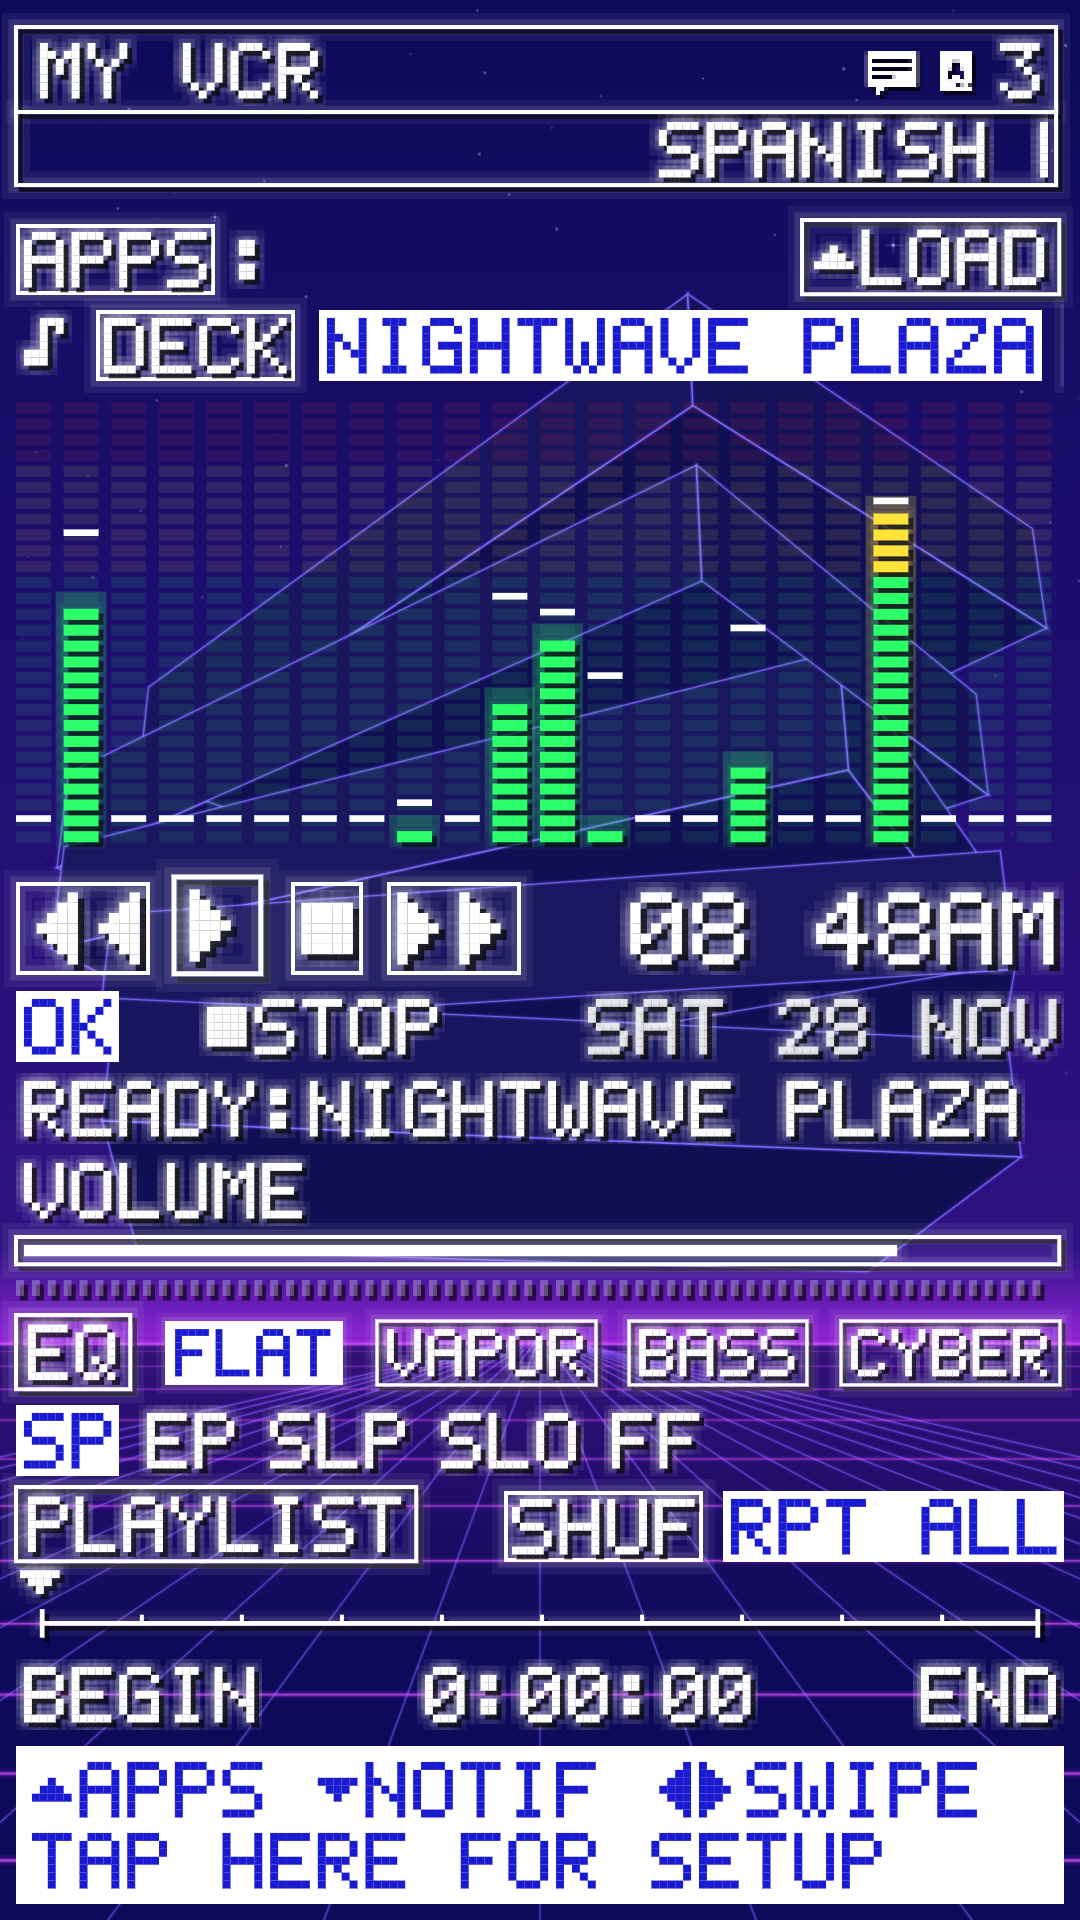 MY VCR 3
SPANISH
APPS: ▲LOAD
♪ DECK NIGHTWAVE PLAZA
08 48AM
OK ■STOP SAT 28 NOV
READY:NIGHTWAVE PLAZA
VOLUME
EQ FLAT VAPOR BASS CYBER
SP EP SLP SLO FF
PLAYLIST SHUF RPT ALL
BEGIN 0:00:00 END
▲APPS ▼NOTIF ◀▶SWIPE
TAP HERE FOR SETUP